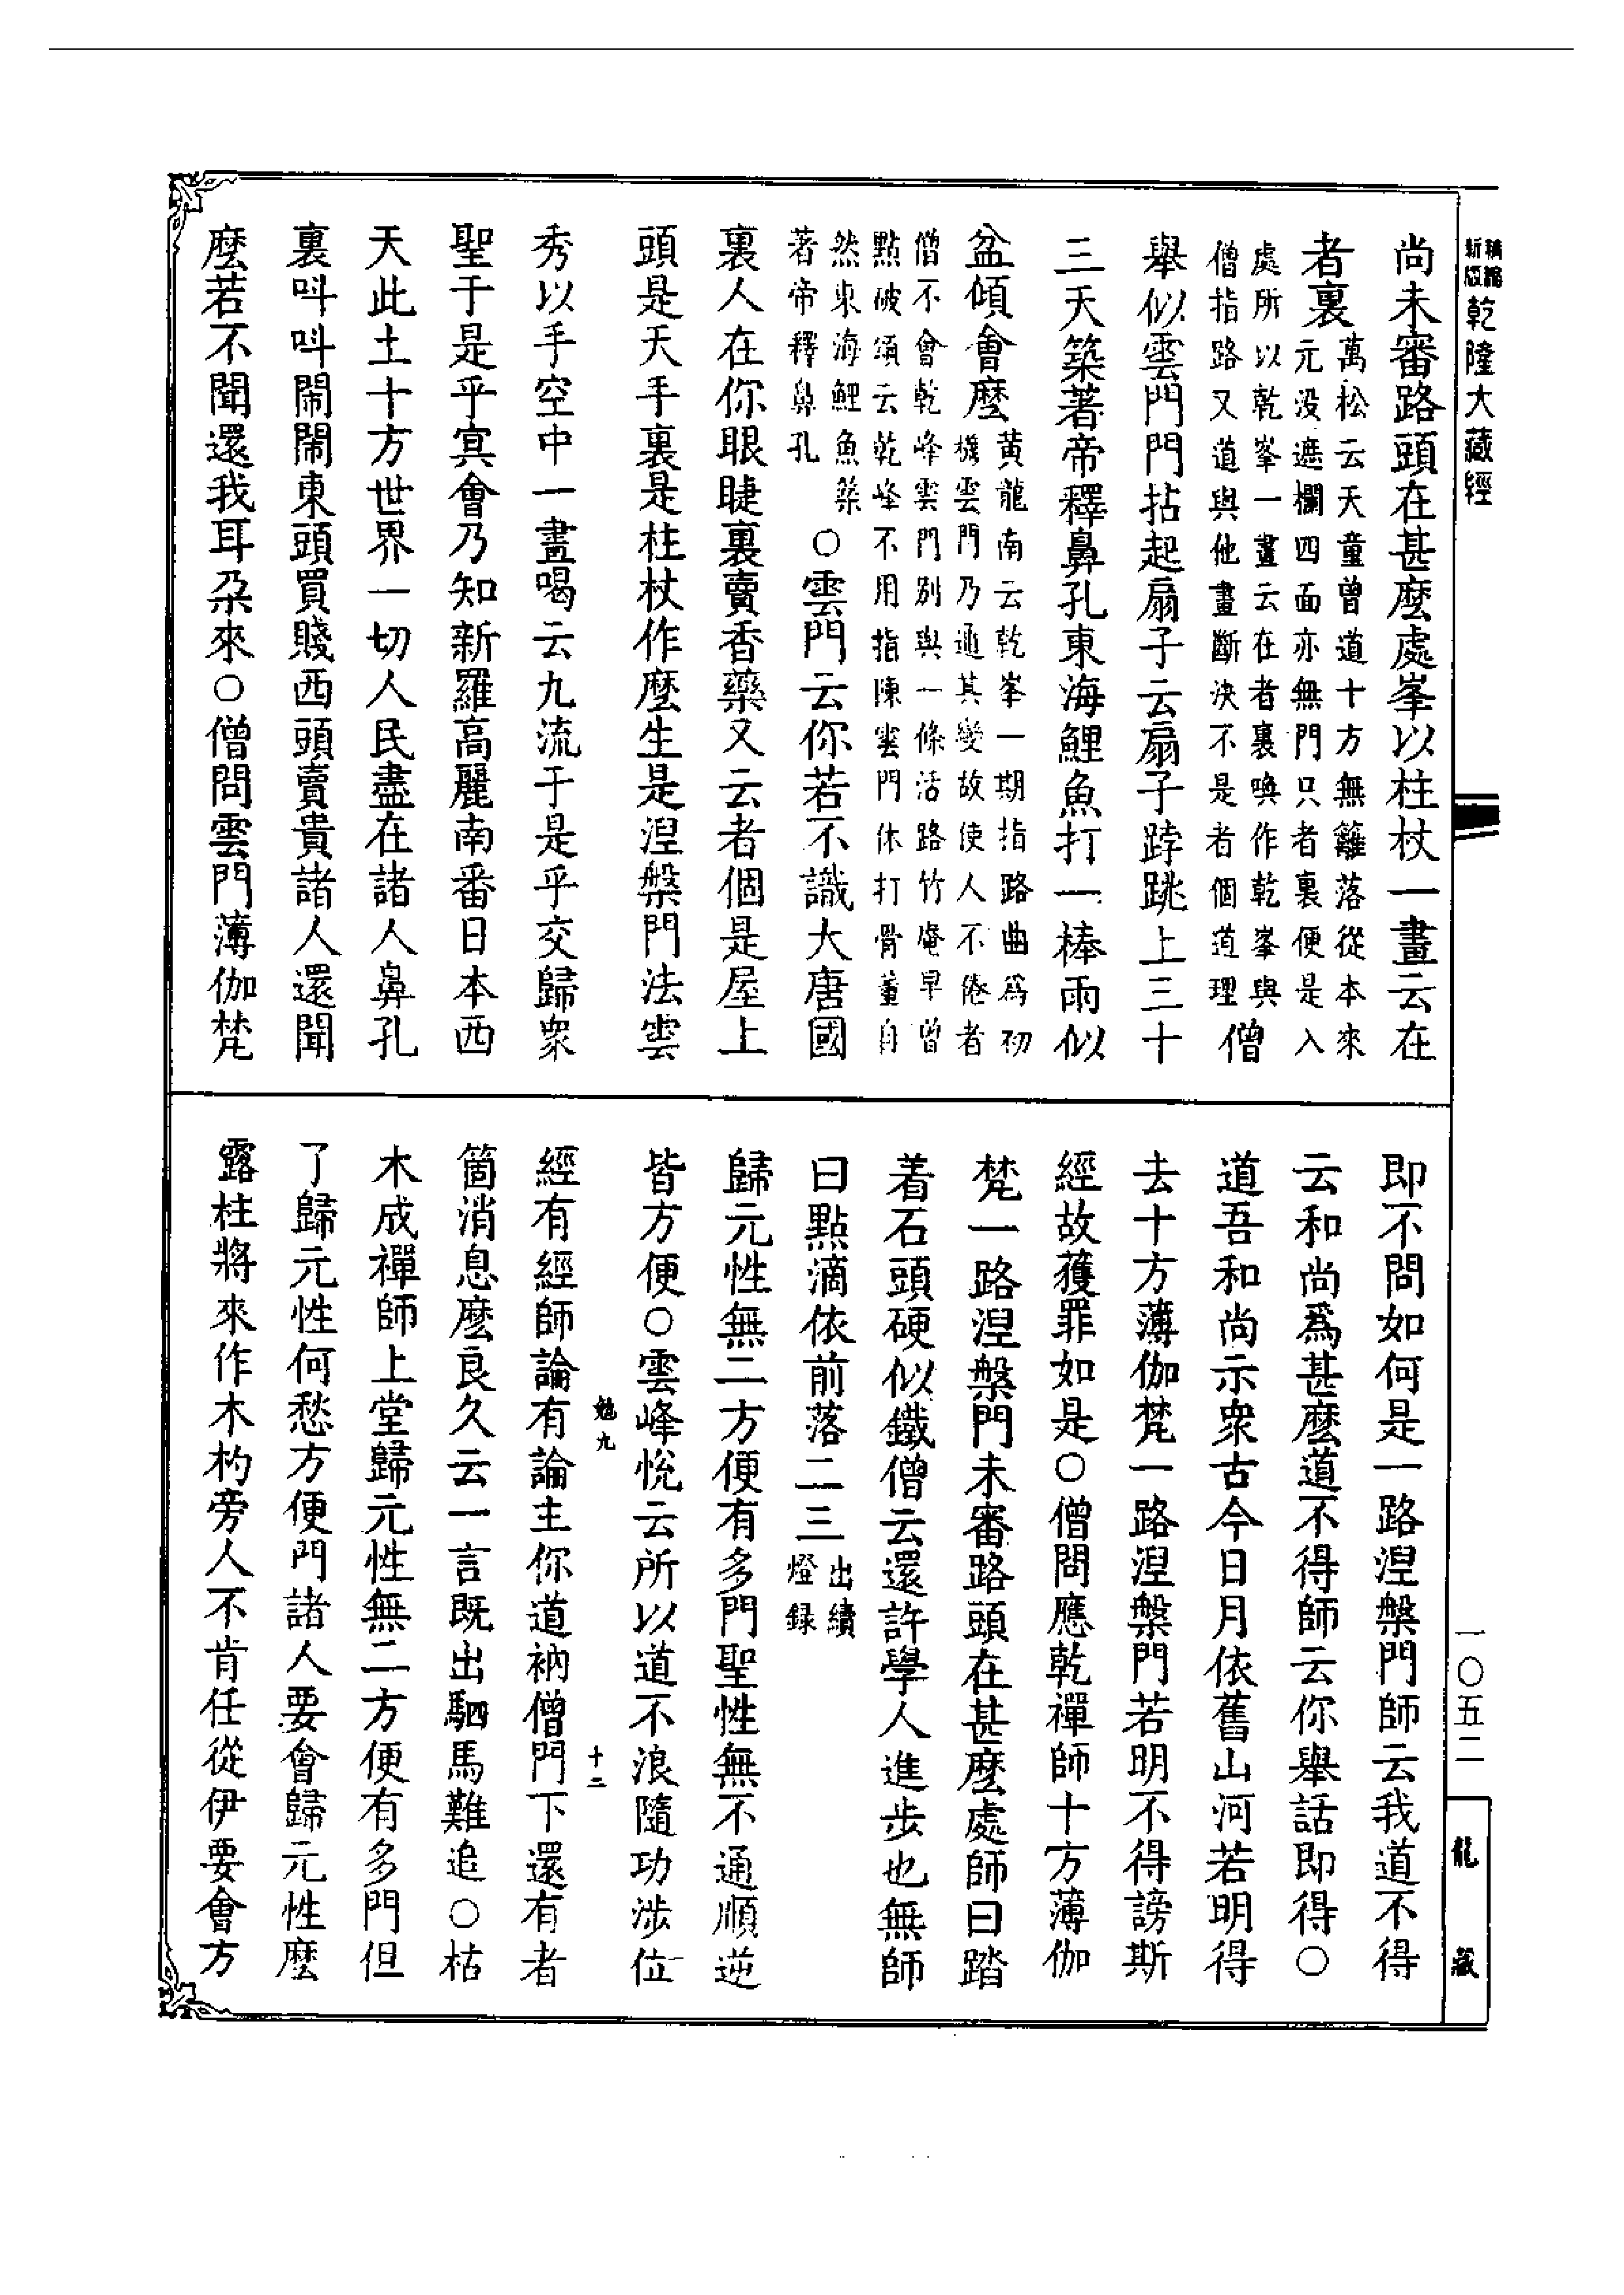 新版精縮乾隆大藏經
尚未審路頭在甚麽處峯以柱杖一畫云在
者裏
萬松云天童曾道十方無籬落從本來
元没遮欄四面亦無門只者裏便是入
處所以乾峯一畫云在者裏喚作乾峯與
僧指路又道與他畫斷決不是者個道理
僧
舉似雲門門拈起扇子云扇子𨁝跳上三十
三天築著帝釋鼻孔東海鯉魚打一棒雨似
盆傾會麽
黃龍南云乾峯一期指路曲爲初
機雲門乃通其變故使人不倦者
僧不會乾峰雲門别與一條活路竹庵早曾
點破頌云乾峰不用指陳雲門休打骨董自
然東海鯉魚築
著帝釋鼻孔
○雲門云你若不識大唐國
裏人在你眼睫裏賣香藥又云者個是屋上
頭是天手裏是柱杖作麽生是涅槃門法雲
秀以手空中一畫喝云九流于是乎交歸衆
聖于是乎㝠會乃知新羅高麗南番日本西
天此土十方世界一切人民盡在諸人鼻孔
裏呌呌鬧鬧東頭買賤西頭賣貴諸人還聞
麽若不聞還我耳朶來○僧問雲門薄伽梵
即不問如何是一路涅槃門師云我道不得
云和尚爲甚麽道不得師云你舉話即得○
道吾和尚示衆古今日月依舊山河若明得
去十方薄伽梵一路涅槃門若明不得謗斯
經故獲罪如是○僧問應乾禪師十方薄伽
梵一路涅槃門未審路頭在甚麽處師曰踏
着石頭硬似鐵僧云還許學人進步也無師
曰點滴依前落二三
出續
燈録
歸元性無二方便有多門聖性無不通順逆
皆方便○雲峰恱云所以道不浪隨功涉位
九
十二
經有經師論有論主你道衲僧門下還有者
箇消息麽良久云一言既出駟馬難追○枯
木成禪師上堂歸元性無二方便有多門但
了歸元性何愁方便門諸人要會歸元性麽
露柱將來作木杓旁人不肯任從伊要會方
一〇五二
龍藏